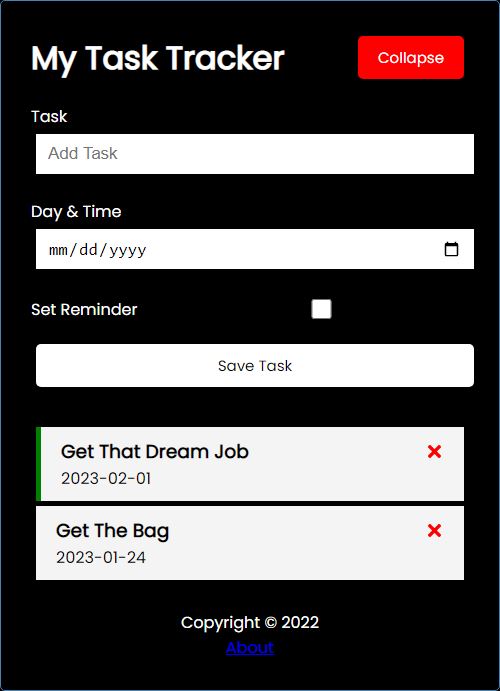 My Task Tracker
Collapse
Task
Add Task
Day & Time
mm/dd/yyyy
Set Reminder
Save Task
Get That Dream Job
2023-02-01
Get The Bag
2023-01-24
Copyright © 2022
About